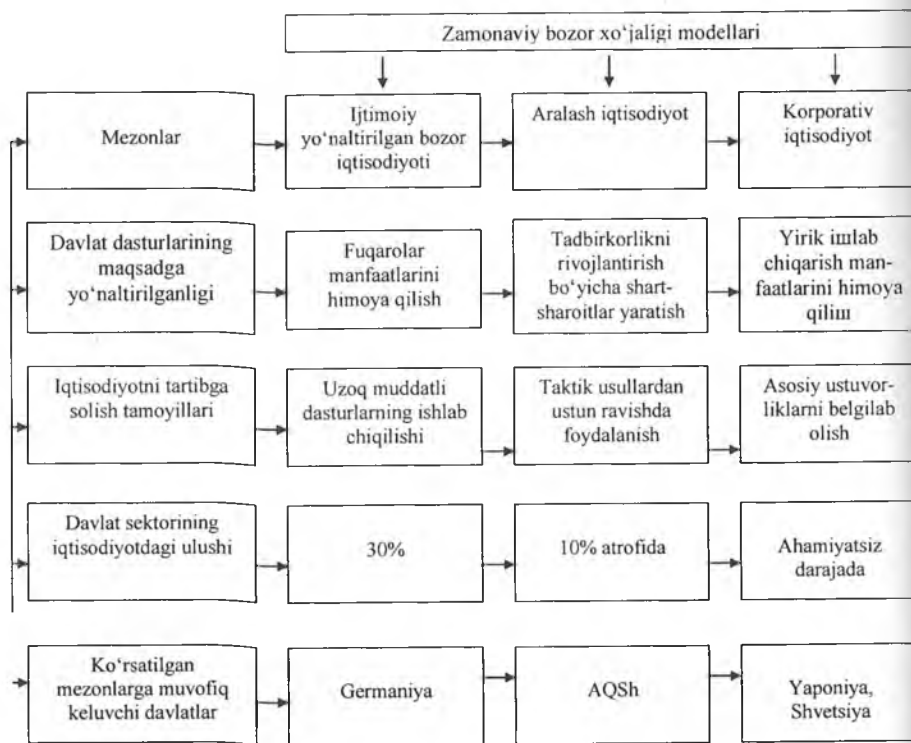 Zamonaviy bozor xo‘jaligi modellari
Mezonlar
Ijtimoiy
yo‘naltirilgan bozor
iqtisodiyoti
Aralash iqtisodiyot
Korporativ
iqtisodiyot
Davlat dasturlarining
maqsadga
yo‘naltirilganligi
Fuqarolar
manfaatlarini
himoya qilish
Tadbirkorlikni
rivojlantirish
bo‘yicha shart-
sharoitlar yaratish
Yirik ишlab
chiqarish man-
faatlarini himoya
qiliш
Iqtisodiyotni tartibga
solish tamoyillari
Uzoq muddatli
dasturlarning ishlab
chiqilishi
Taktik usullardan
ustun ravishda
foydalanish
Asosiy ustuvor-
liklarni belgilab
olish
Davlat sektorining
iqtisodiyotdagi ulushi
30%
10% atrofida
Ahamiyatsiz
darajada
Ko‘rsatilgan
mezonlarga muvofiq
keluvchi davlatlar
Germaniya
AQSh
Yaponiya,
Shvetsiya